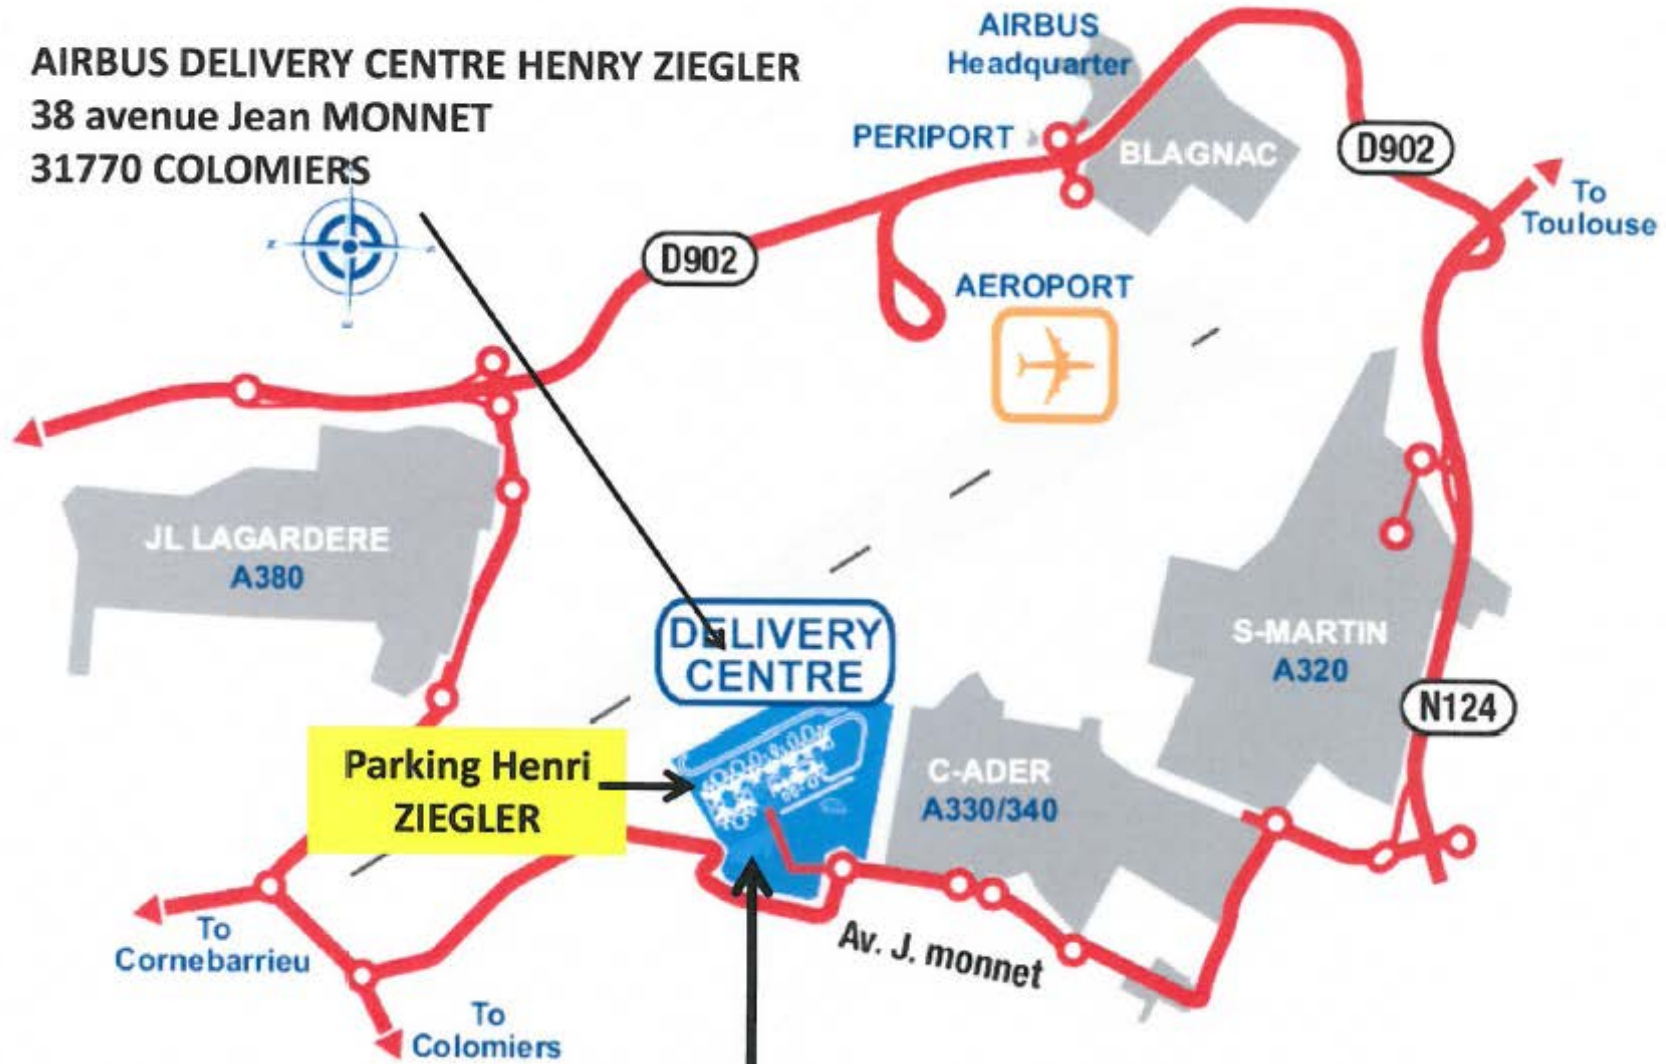 AIRBUS DELIVERY CENTRE HENRY ZIEGLER
38 avenue Jean MONNET
31770 COLOMIERS
AIRBUS
Headquarter
PERIPORT
BLAGNAC
D902
To
Toulouse
D902
AEROPORT
JL LAGARDERE
A380
DELIVERY
CENTRE
S-MARTIN
A320
N124
Parking Henri
ZIEGLER
C-ADER
A330/340
To
Cornebarrieu
Av. J. monnet
To
Colomiers